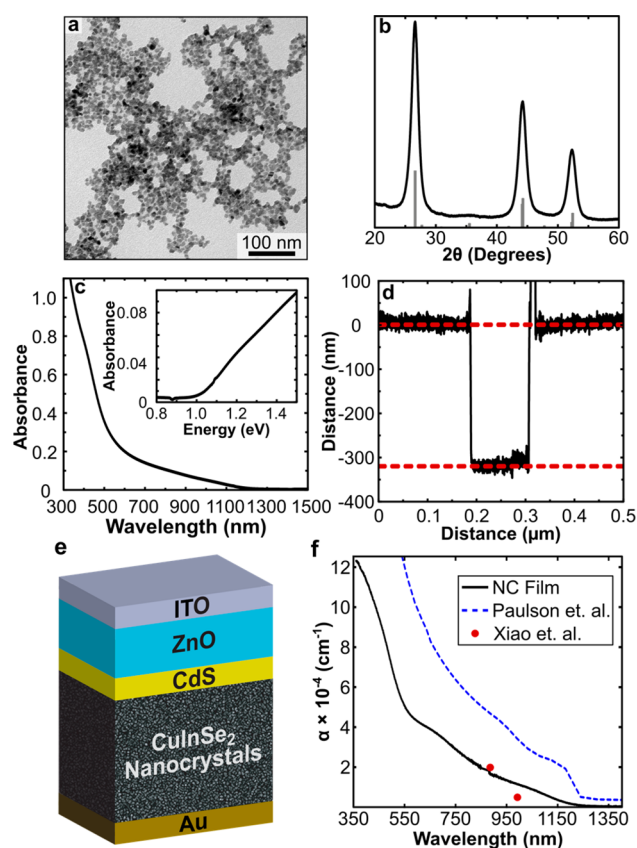 a
100 nm
b
20 30 40 50 60
2θ (Degrees)
c
Absorbance
1.0
0.8
0.6
0.4
0.2
0
300 500 700 900 1100 1300 1500
Wavelength (nm)
Absorbance
0.08
0.04
0
0.8 1.0 1.2 1.4
Energy (eV)
d
Distance (nm)
100
0
-100
-200
-300
-400
0 0.1 0.2 0.3 0.4 0.5
Distance (µm)
e
ITO
ZnO
CdS
CuInSe₂
Nanocrystals
Au
f
α × 10⁻⁴ (cm⁻¹)
12
10
8
6
4
2
350 550 750 950 1150 1400
Wavelength (nm)
NC Film
Paulson et. al.
Xiao et. al.